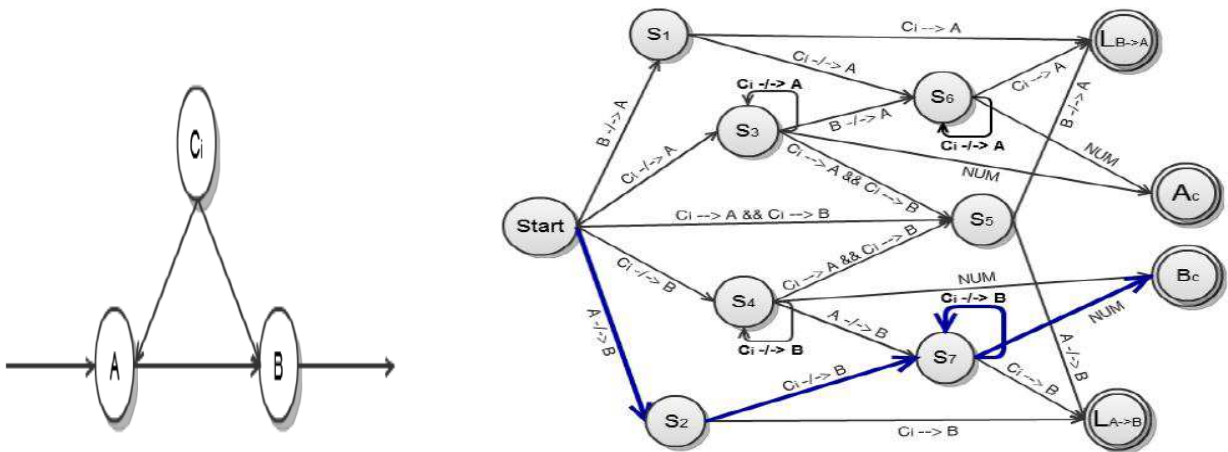 Ci
A
B
Start
S1
S2
S3
S4
S5
S6
S7
LB->A
Ac
Bc
LA->B
B -/-> A
Ci -/-> A
Ci --> A && Ci --> B
Ci -/-> B
A -/-> B
Ci --> A
Ci -/-> A
Ci -/-> A
B -/-> A
Ci --> A && Ci --> B
NUM
Ci --> A
Ci -/-> A
NUM
B -/-> A
A -/-> B
Ci --> A && Ci --> B
NUM
A -/-> B
Ci -/-> B
Ci -/-> B
NUM
Ci --> B
Ci -/-> B
Ci --> B